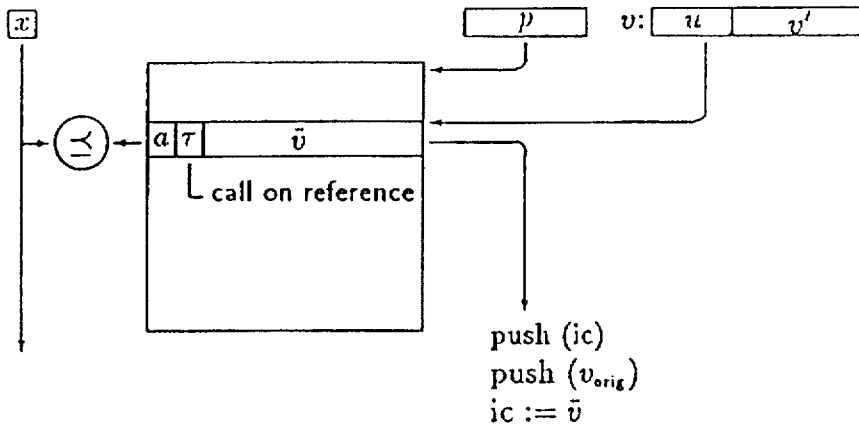 x p v: u v′
≤ a τ ṽ
call on reference
push (ic)
push (v_orig)
ic := ṽ